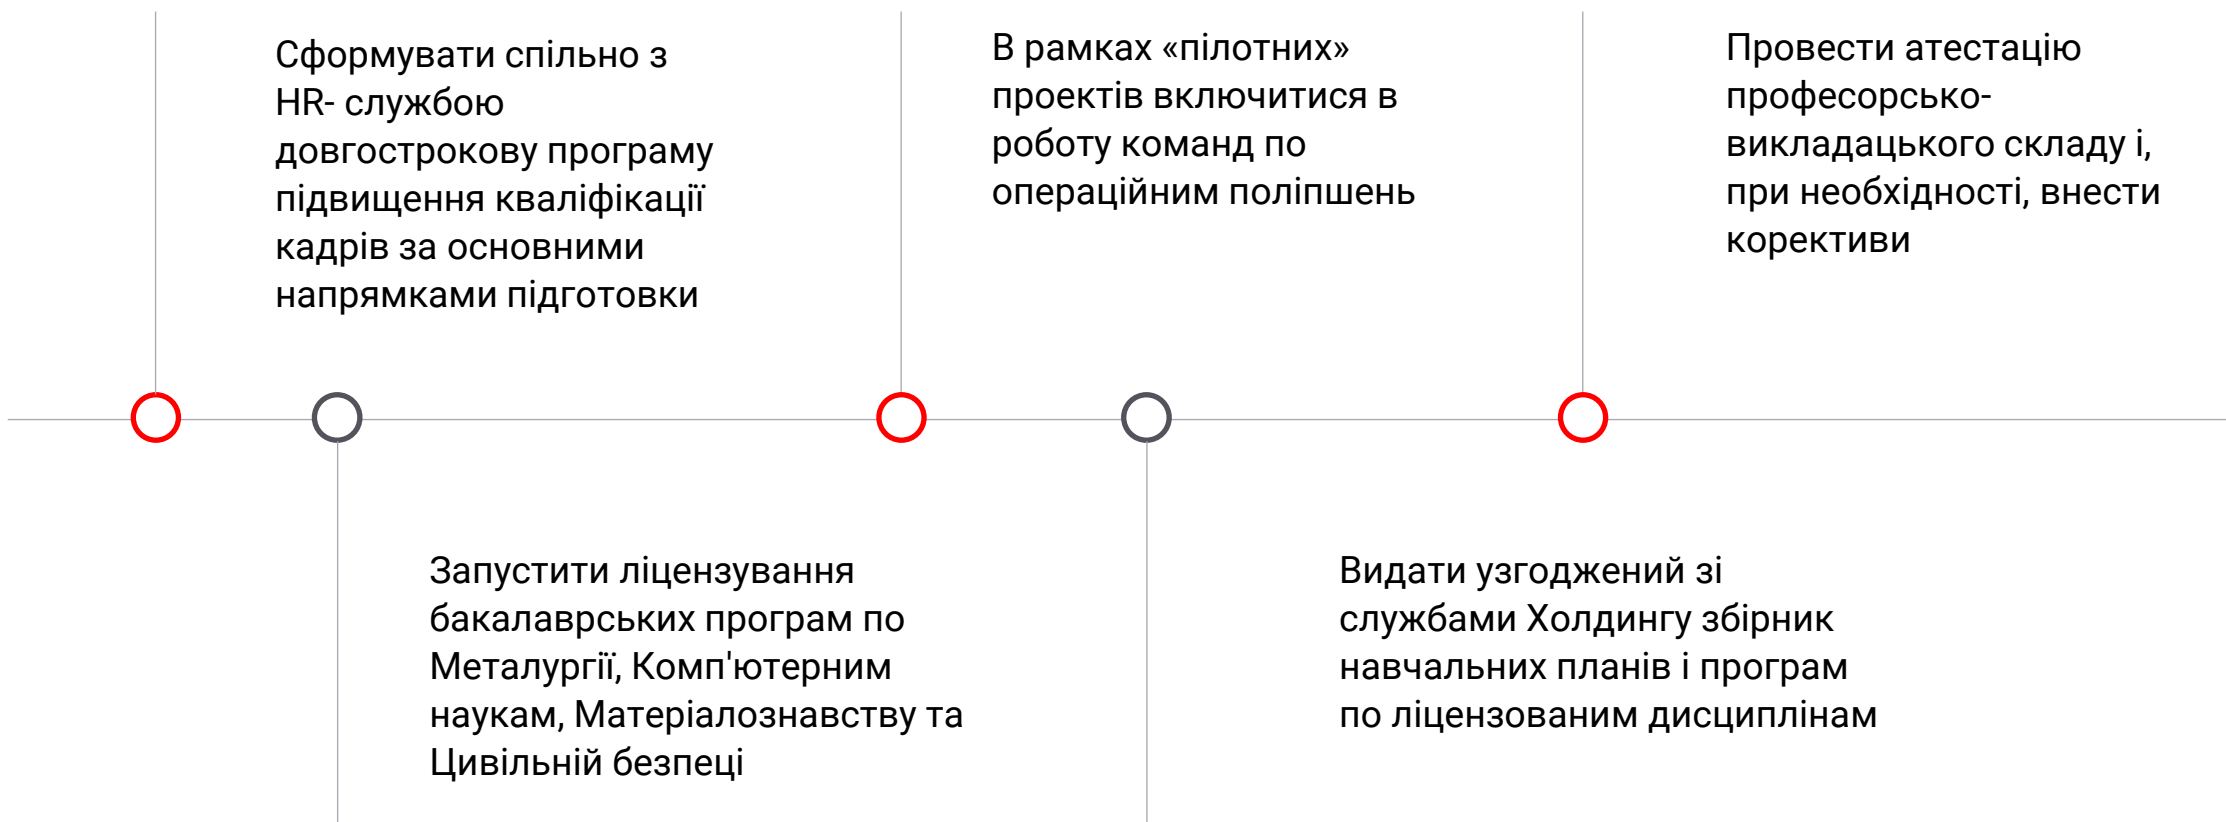 Сформувати спільно з
HR- службою
довгострокову програму
підвищення кваліфікації
кадрів за основними
напрямками підготовки
В рамках «пілотних»
проектів включитися в
роботу команд по
операційним поліпшень
Провести атестацію
професорсько-
викладацького складу і,
при необхідності, внести
корективи
Запустити ліцензування
бакалаврських програм по
Металургії, Комп'ютерним
наукам, Матеріалознавству та
Цивільній безпеці
Видати узгоджений зі
службами Холдингу збірник
навчальних планів і програм
по ліцензованим дисциплінам